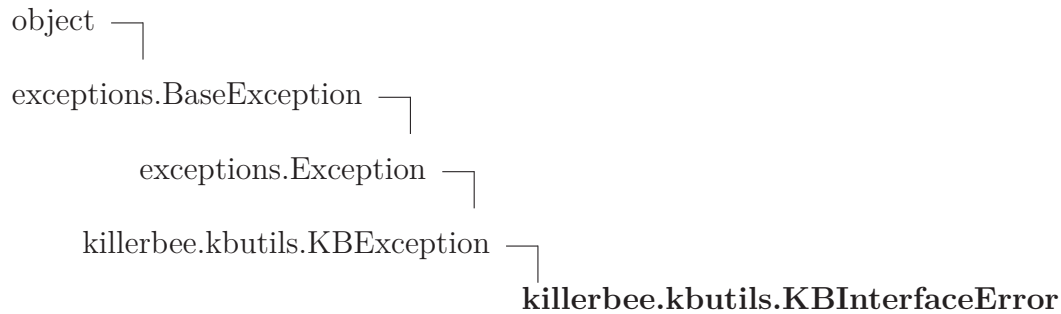 object
exceptions.BaseException
exceptions.Exception
killerbee.kbutils.KBException
killerbee.kbutils.KBInterfaceError